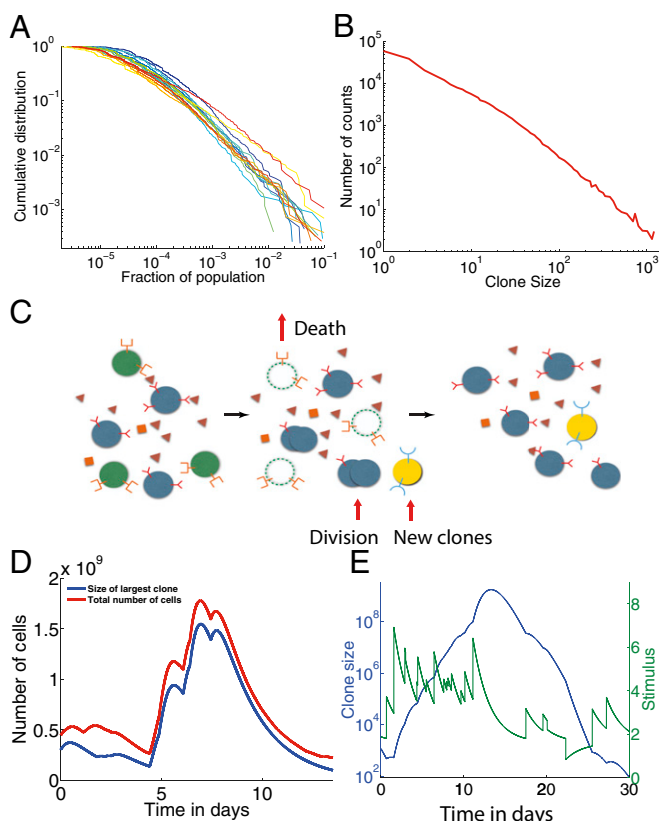 A
Cumulative distribution
10^0
10^-1
10^-2
10^-3
10^-5
10^-4
10^-3
10^-2
10^-1
Fraction of population
B
Number of counts
10^5
10^4
10^3
10^2
10^1
10^0
10^0
10^1
10^2
10^3
Clone Size
C
Death
Division
New clones
D
x 10^9
Number of cells
2
1.5
1
0.5
0
Size of largest clone
Total number of cells
0
5
10
Time in days
E
Clone size
10^8
10^6
10^4
10^2
8
6
4
2
0
Stimulus
0
10
20
30
Time in days